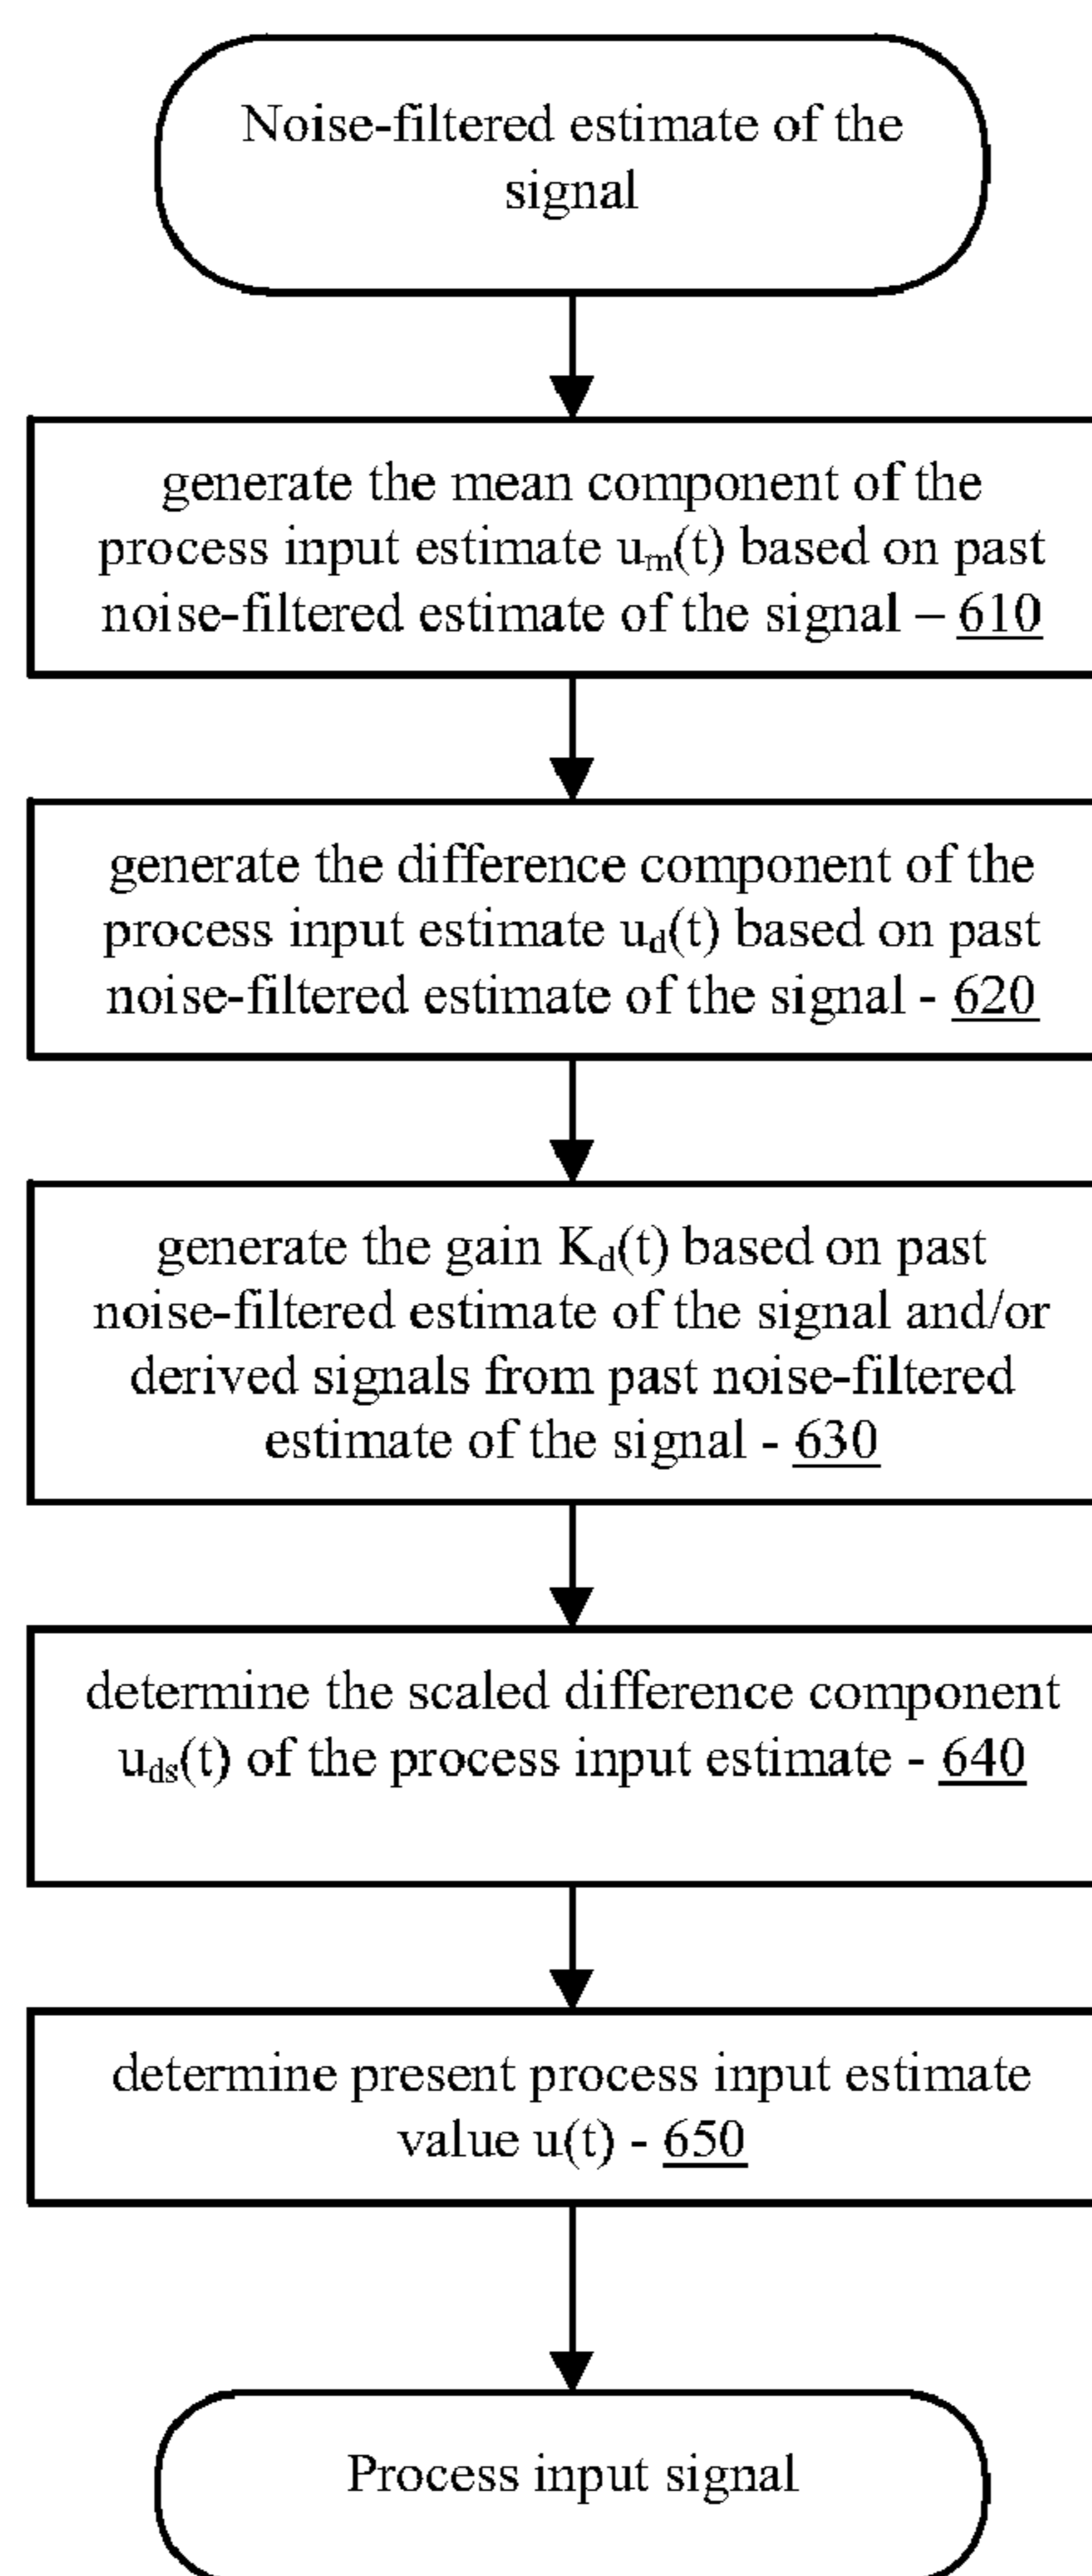 Noise-filtered estimate of the
signal
generate the mean component of the
process input estimate uₘ(t) based on past
noise-filtered estimate of the signal – 610
generate the difference component of the
process input estimate u_d(t) based on past
noise-filtered estimate of the signal - 620
generate the gain K_d(t) based on past
noise-filtered estimate of the signal and/or
derived signals from past noise-filtered
estimate of the signal - 630
determine the scaled difference component
u_ds(t) of the process input estimate - 640
determine present process input estimate
value u(t) - 650
Process input signal